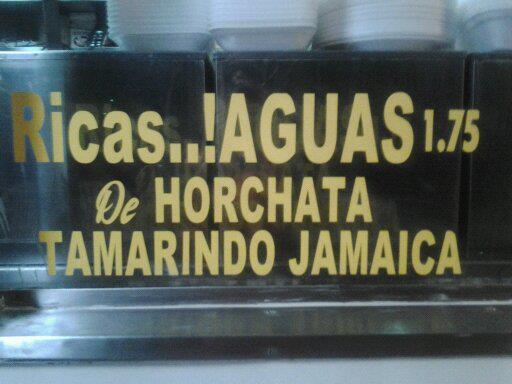 Ricas..!AGUAS 1.75
De HORCHATA
TAMARINDO JAMAICA